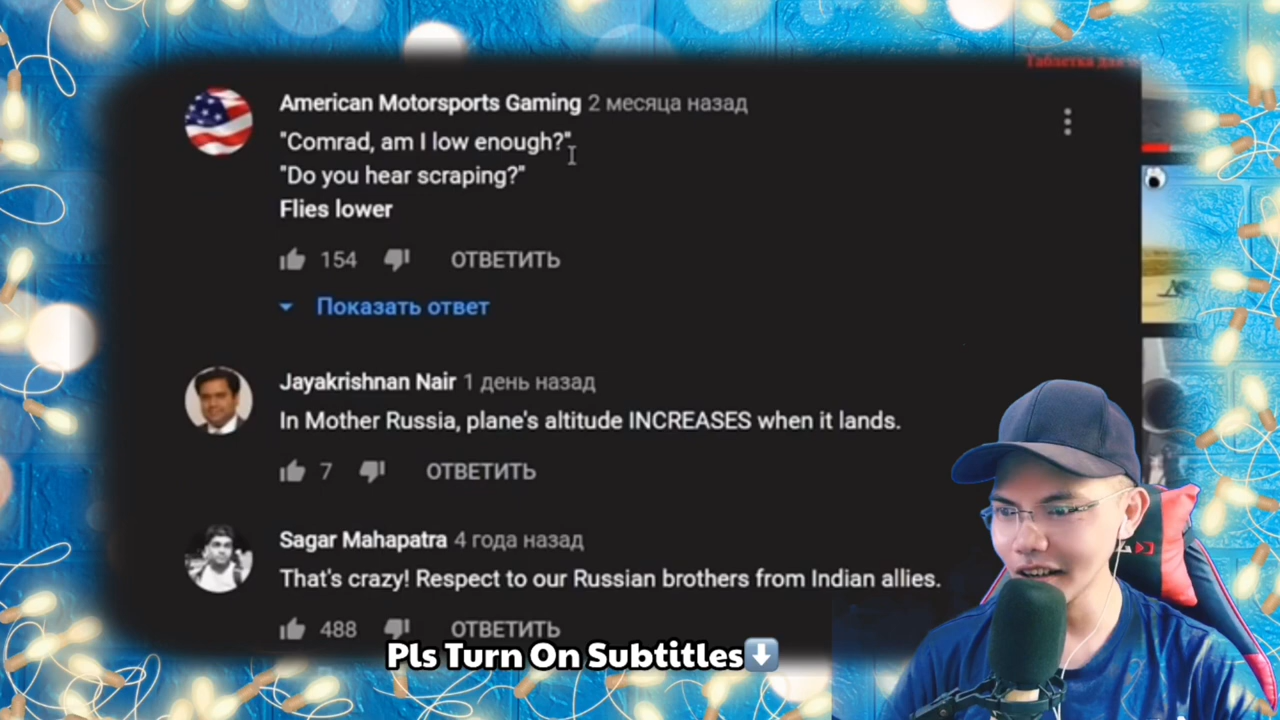 Таблетка для
American Motorsports Gaming 2 месяца назад
"Comrad, am I low enough?"
"Do you hear scraping?"
Flies lower
154 ОТВЕТИТЬ
Показать ответ
Jayakrishnan Nair 1 день назад
In Mother Russia, plane's altitude INCREASES when it lands.
7 ОТВЕТИТЬ
Sagar Mahapatra 4 года назад
That's crazy! Respect to our Russian brothers from Indian allies.
488 ОТВЕТИТЬ
Pls Turn On Subtitles⬇️